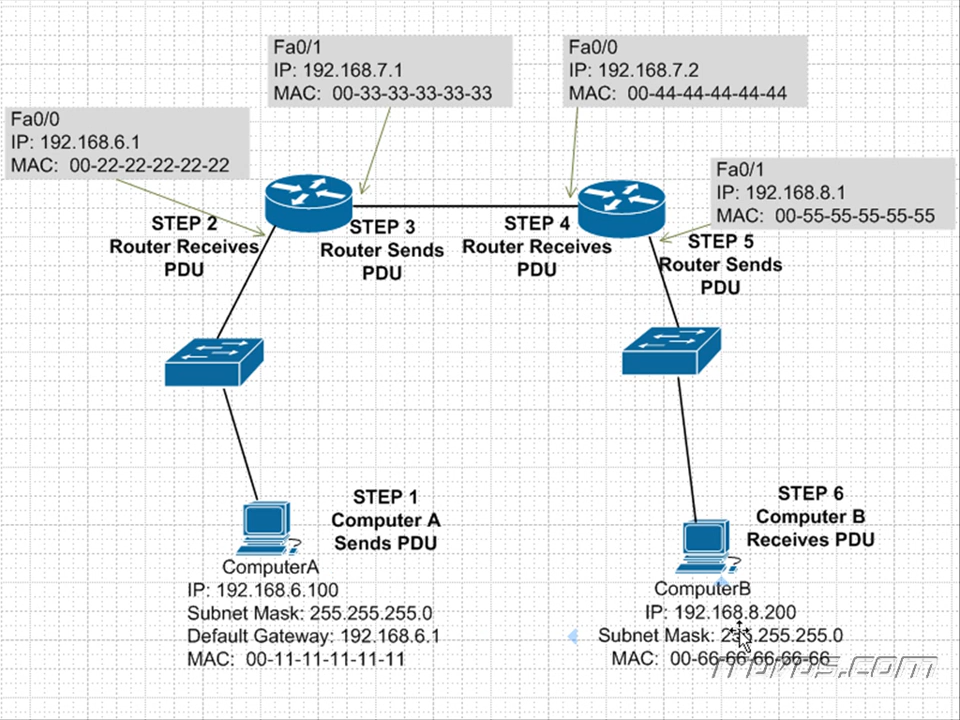 Fa0/1
IP: 192.168.7.1
MAC: 00-33-33-33-33-33
Fa0/0
IP: 192.168.7.2
MAC: 00-44-44-44-44-44
Fa0/0
IP: 192.168.6.1
MAC: 00-22-22-22-22-22
Fa0/1
IP: 192.168.8.1
MAC: 00-55-55-55-55-55
STEP 2
Router Receives
PDU
STEP 3
Router Sends
PDU
STEP 4
Router Receives
PDU
STEP 5
Router Sends
PDU
STEP 1
Computer A
Sends PDU
STEP 6
Computer B
Receives PDU
ComputerA
IP: 192.168.6.100
Subnet Mask: 255.255.255.0
Default Gateway: 192.168.6.1
MAC: 00-11-11-11-11-11
ComputerB
IP: 192.168.8.200
Subnet Mask: 255.255.255.0
MAC: 00-66-66-66-66-66